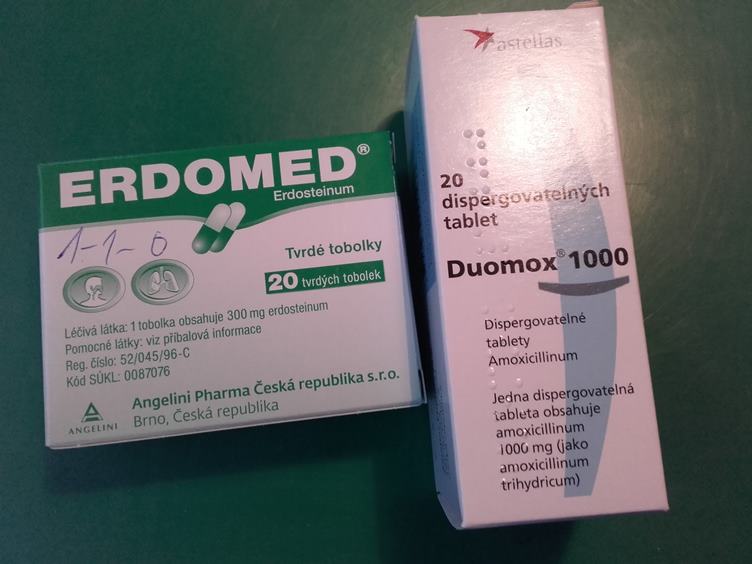 ERDOMED®
Erdosteinum
1-1-0
Tvrdé tobolky
20 tvrdých tobolek
Léčivá látka: 1 tobolka obsahuje 300 mg erdosteinum
Pomocné látky: viz příbalová informace
Reg. číslo: 52/045/96-C
Kód SÚKL: 0087076
Angelini Pharma Česká republika s.r.o.
Brno, Česká republika
ANGELINI
astellas
20
dispergovatelných
tablet
Duomox® 1000
Dispergovatelné
tablety
Amoxicillinum
Jedna dispergovatelná
tableta obsahuje
amoxicillinum
1000 mg (jako
amoxicillinum
trihydricum)